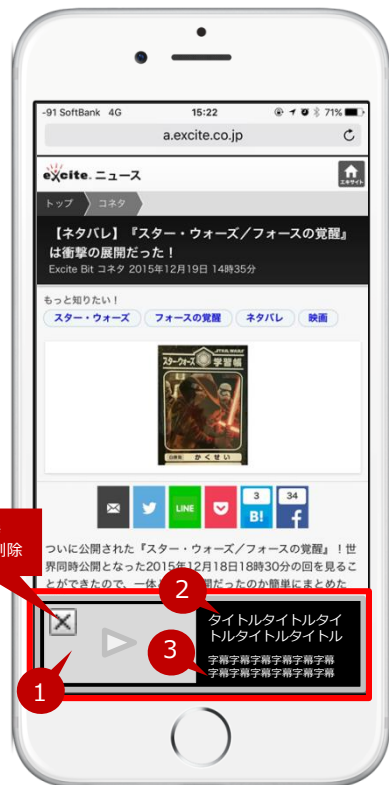 -91 SoftBank 4G 15:22 71%
a.excite.co.jp
excite. ニュース
エキサイト
トップ コネタ
【ネタバレ】『スター・ウォーズ／フォースの覚醒』
は衝撃の展開だった！
Excite Bit コネタ 2015年12月19日 14時35分
もっと知りたい！
スター・ウォーズ フォースの覚醒 ネタバレ 映画
STAR WARS
スターウォーズ 学習帳
かくせい
LINE
3
B!
34
f
削除
ついに公開された『スター・ウォーズ／フォースの覚醒』！世
界同時公開となった2015年12月18日18時30分の回を見るこ
とができたので、一体
開だったのか簡単にまとめた
1
2
タイトルタイトルタイ
トルタイトルタイトル
3
字幕字幕字幕字幕字幕字幕
字幕字幕字幕字幕字幕字幕